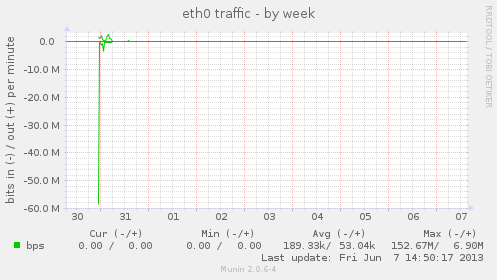 eth0 traffic - by week
RRDTOOL / TOBI OETIKER
bits in (-) / out (+) per minute
0.0
-10.0 M
-20.0 M
-30.0 M
-40.0 M
-50.0 M
-60.0 M
30 31 01 02 03 04 05 06 07
Cur (-/+) Min (-/+) Avg (-/+) Max (-/+)
bps 0.00 / 0.00 0.00 / 0.00 189.33k/ 53.04k 152.67M/ 6.90M
Last update: Fri Jun 7 14:50:17 2013
Munin 2.0.6-4